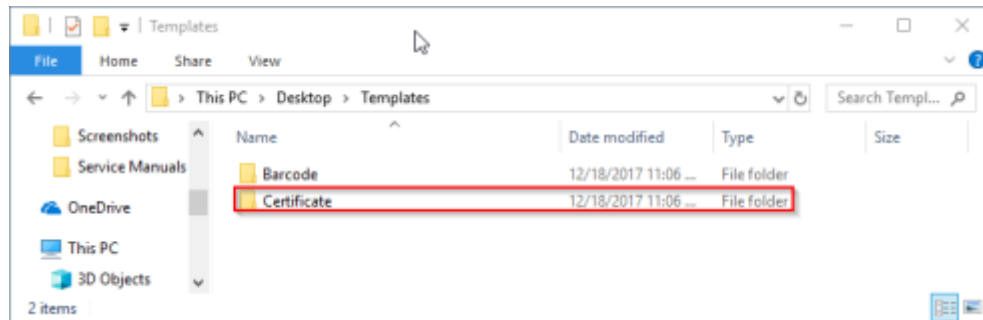 Templates
File Home Share View
This PC > Desktop > Templates Search Templ...
Screenshots Name Date modified Type Size
Service Manuals Barcode 12/18/2017 11:06 ... File folder
Certificate 12/18/2017 11:06 ... File folder
OneDrive
This PC
3D Objects
2 items